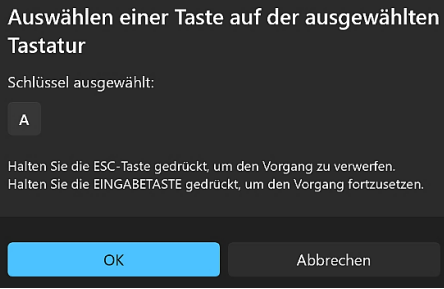 Auswählen einer Taste auf der ausgewählten
Tastatur
Schlüssel ausgewählt:
A
Halten Sie die ESC-Taste gedrückt, um den Vorgang zu verwerfen.
Halten Sie die EINGABETASTE gedrückt, um den Vorgang fortzusetzen.
OK
Abbrechen